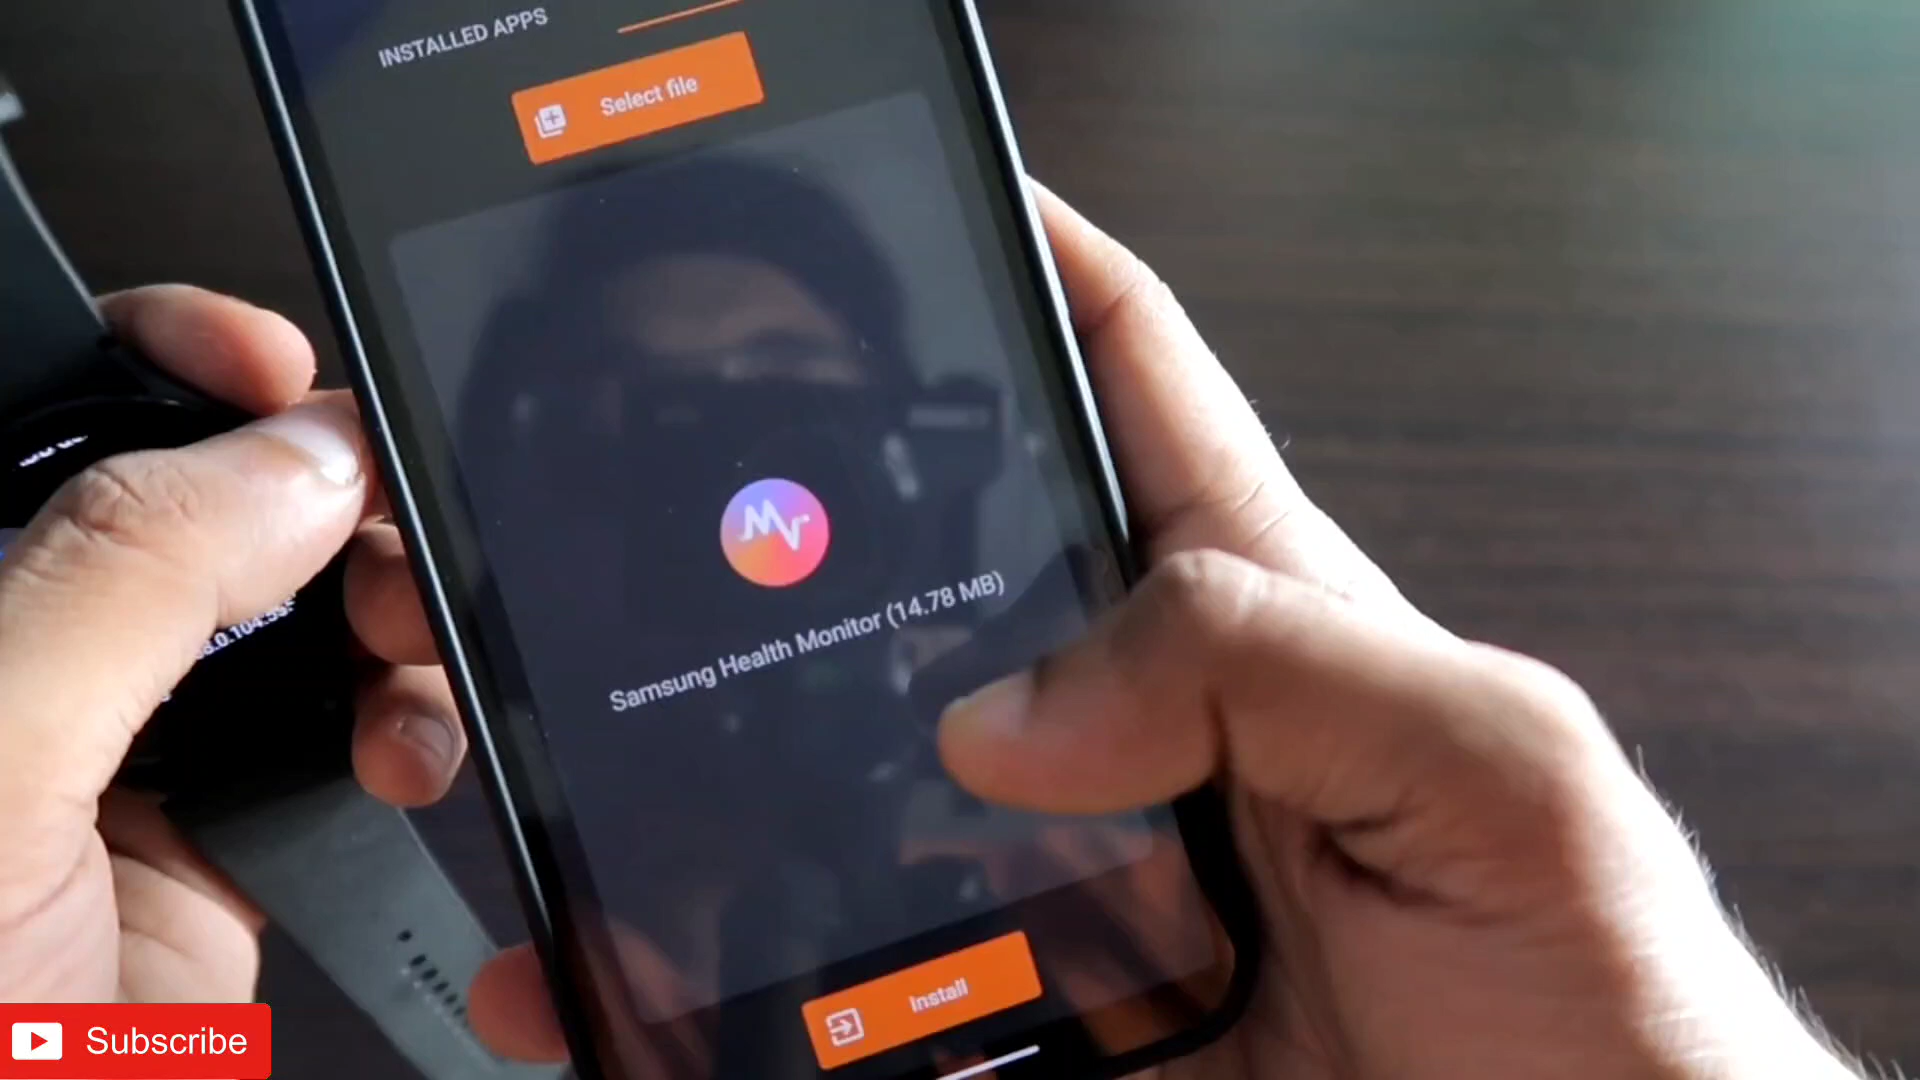 INSTALLED APPS
Select file
Samsung Health Monitor (14.78 MB)
Install
Subscribe